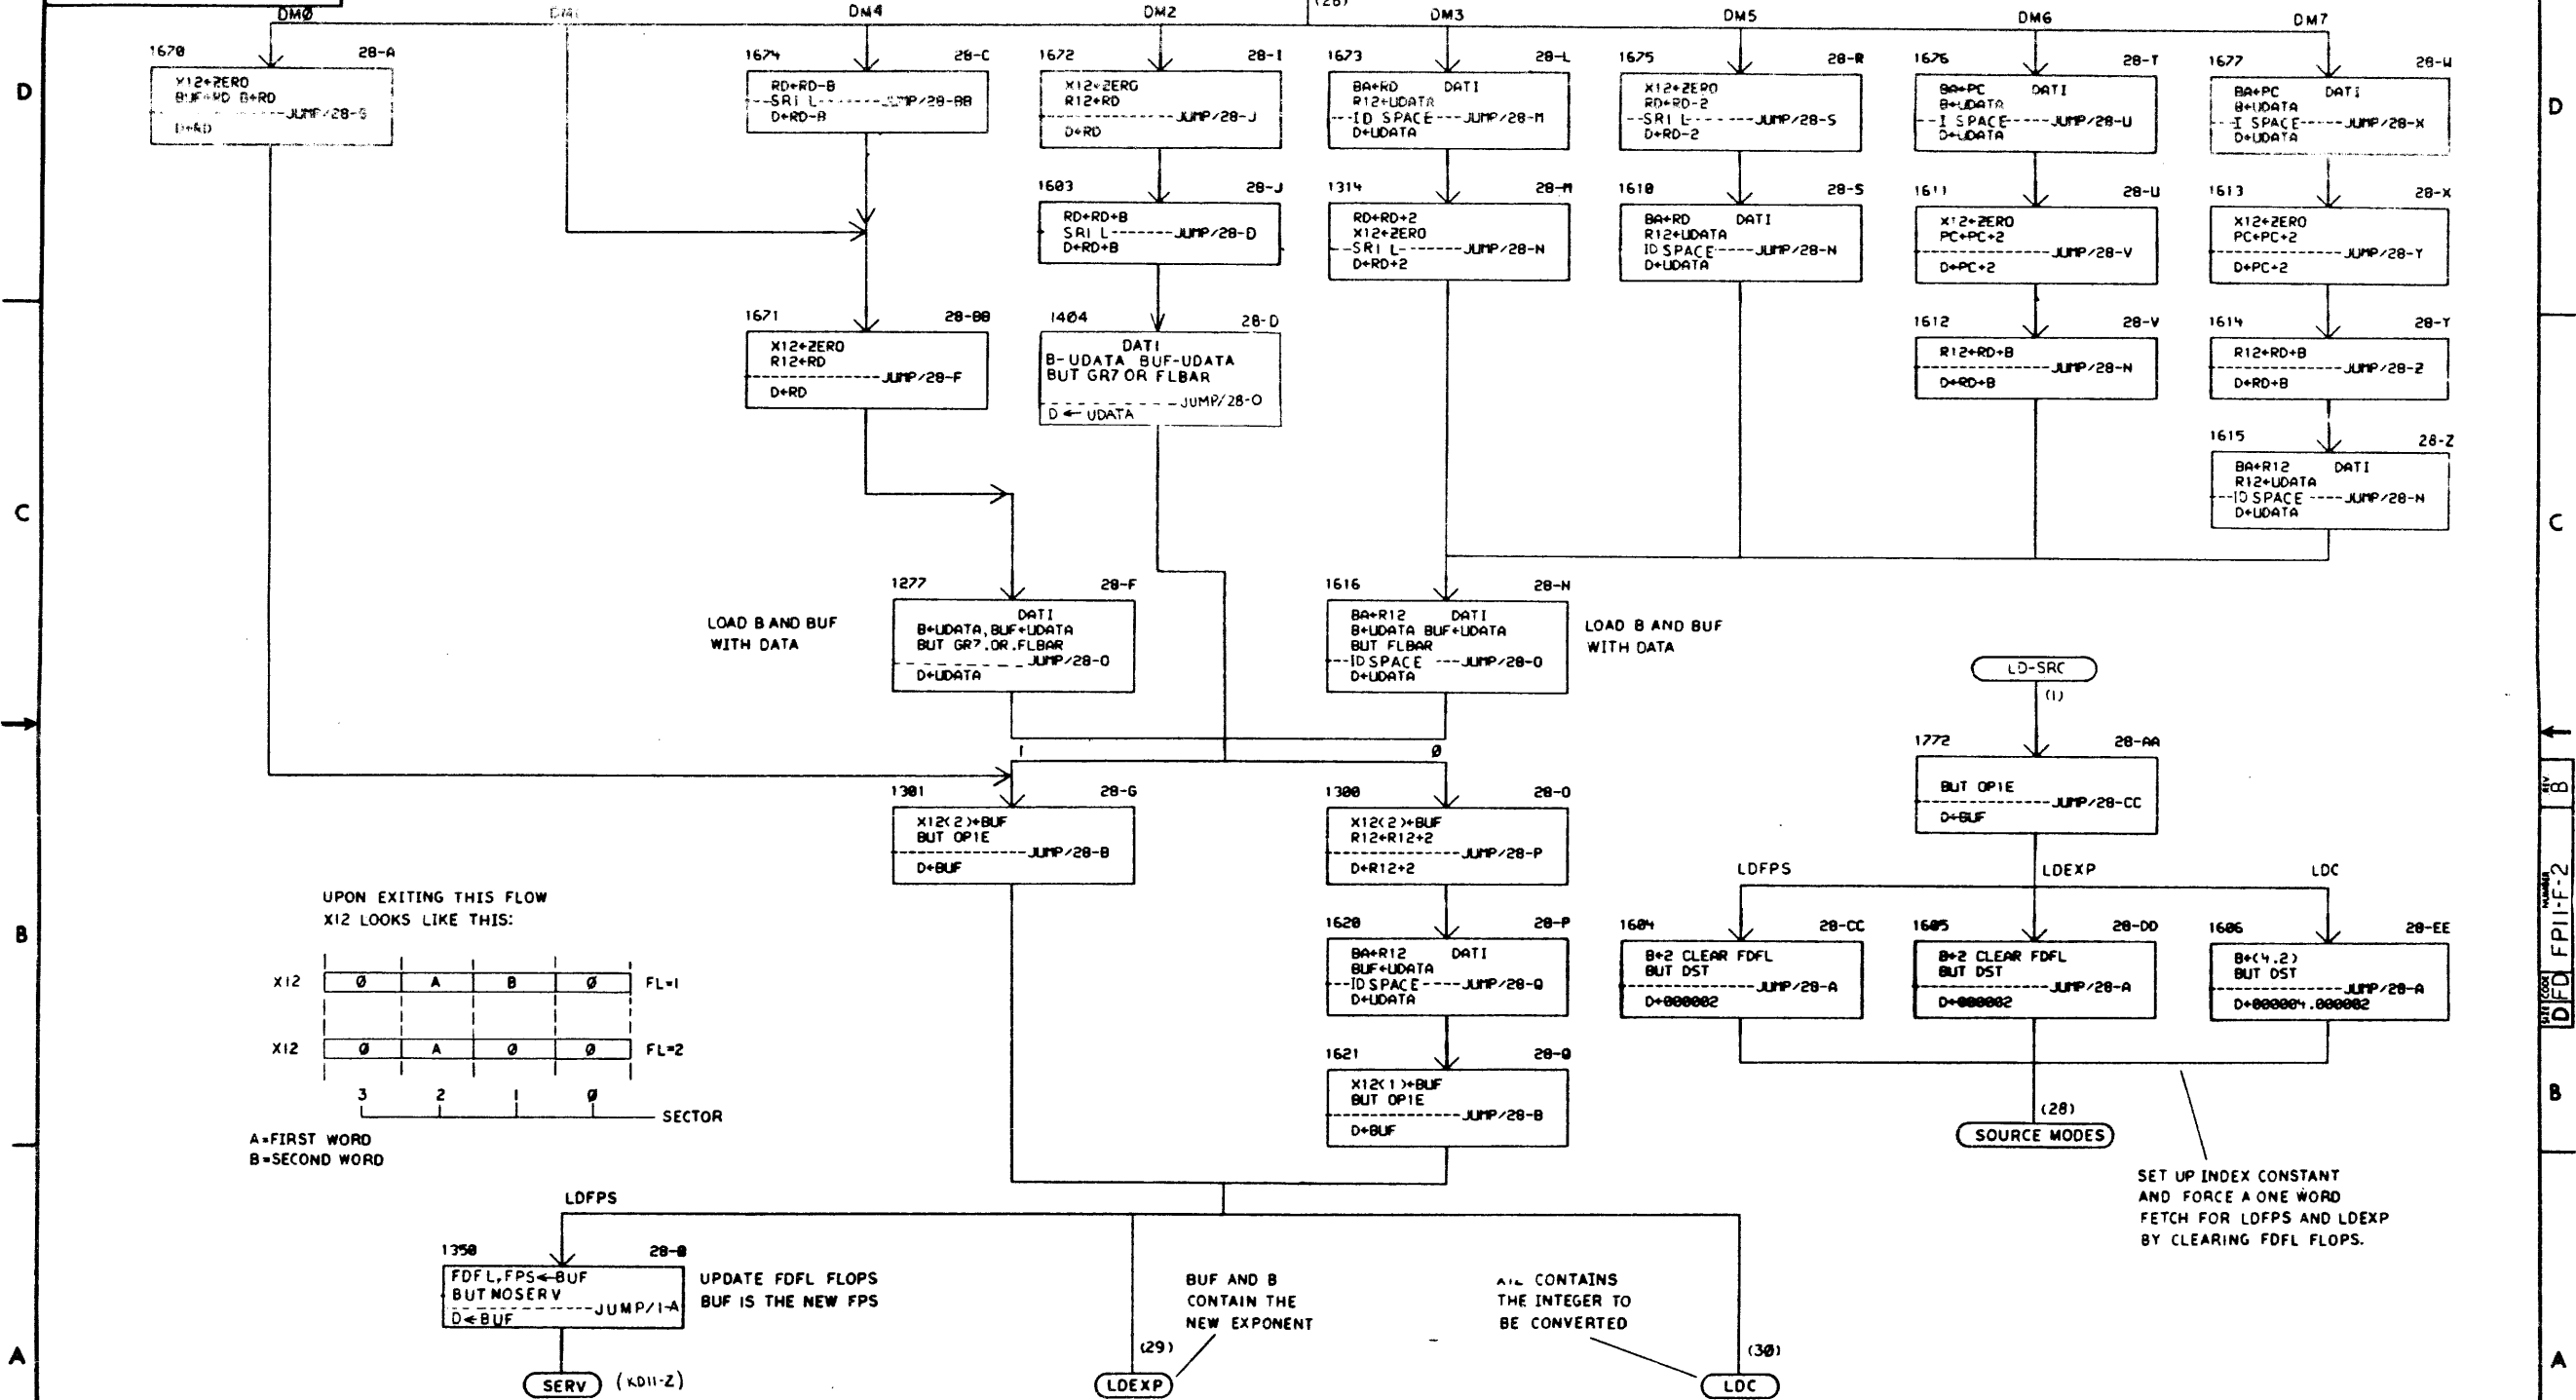 (28)
DMØ DM1 DM4 DM2 DM3 DM5 DM6 DM7
D
D
1670 28-A
X12←ZERO
BUF←RD B←RD
JUMP/28-G
D←RD
1674 28-C
RD←RD-B
SRI L JUMP/28-BB
D←RD-B
1672 28-I
X12←ZERO
R12←RD
JUMP/28-J
D←RD
1673 28-L
BA←RD DATI
R12←UDATA
ID SPACE JUMP/28-M
D←UDATA
1675 28-R
X12←ZERO
RD←RD-2
SRI L JUMP/28-S
D←RD-2
1676 28-T
BA←PC DATI
B←UDATA
I SPACE JUMP/28-U
D←UDATA
1677 28-W
BA←PC DATI
B←UDATA
I SPACE JUMP/28-X
D←UDATA
1603 28-J
RD←RD+B
SRI L JUMP/28-D
D←RD+B
1314 28-M
RD←RD+2
X12←ZERO
SRI L JUMP/28-N
D←RD+2
1610 28-S
BA←RD DATI
R12←UDATA
ID SPACE JUMP/28-N
D←UDATA
1611 28-U
X12←ZERO
PC←PC+2
JUMP/28-V
D←PC+2
1613 28-X
X12←ZERO
PC←PC+2
JUMP/28-Y
D←PC+2
1671 28-BB
X12←ZERO
R12←RD
JUMP/28-F
D←RD
1404 28-D
DATI
B-UDATA BUF-UDATA
BUT GR7 OR FLBAR
JUMP/28-O
D ← UDATA
1612 28-V
R12←RD+B
JUMP/28-N
D←RD+B
1614 28-Y
R12←RD+B
JUMP/28-Z
D←RD+B
1615 28-Z
BA←R12 DATI
R12←UDATA
ID SPACE JUMP/28-N
D←UDATA
C
C
LOAD B AND BUF
WITH DATA
1277 28-F
DATI
B←UDATA,BUF←UDATA
BUT GR7.OR.FLBAR
JUMP/28-O
D←UDATA
1616 28-N
BA←R12 DATI
B←UDATA BUF←UDATA
BUT FLBAR
ID SPACE JUMP/28-O
D←UDATA
LOAD B AND BUF
WITH DATA
LD-SRC
(1)
1772 28-AA
BUT OP1E
JUMP/28-CC
D←BUF
1 Ø
1301 28-G
X12(2)←BUF
BUT OP1E
JUMP/28-B
D←BUF
1300 28-O
X12(2)←BUF
R12←R12+2
JUMP/28-P
D←R12+2
LDFPS LDEXP LDC
1604 28-CC
B←2 CLEAR FDFL
BUT DST
JUMP/28-A
D←000002
1605 28-DD
B←2 CLEAR FDFL
BUT DST
JUMP/28-A
D←000002
1606 28-EE
B←(4.2)
BUT DST
JUMP/28-A
D←000004.000002
1620 28-P
BA←R12 DATI
BUF←UDATA
ID SPACE JUMP/28-Q
D←UDATA
1621 28-Q
X12(1)←BUF
BUT OP1E
JUMP/28-B
D←BUF
B
B
UPON EXITING THIS FLOW
X12 LOOKS LIKE THIS:
X12 Ø A B Ø FL=1
X12 Ø A Ø Ø FL=2
3 2 1 Ø SECTOR
A=FIRST WORD
B=SECOND WORD
(28)
SOURCE MODES
SET UP INDEX CONSTANT
AND FORCE A ONE WORD
FETCH FOR LDFPS AND LDEXP
BY CLEARING FDFL FLOPS.
LDFPS
1350 28-B
FDFL,FPS←BUF
BUT NOSERV
JUMP/1-A
D←BUF
UPDATE FDFL FLOPS
BUF IS THE NEW FPS
BUF AND B
CONTAIN THE
NEW EXPONENT
CONTAINS
THE INTEGER TO
BE CONVERTED
(29)
(30)
SERV (KD11-Z)
LDEXP
LDC
A
A
SIZE CODE NUMBER REV
D FD FP11-F-2 B